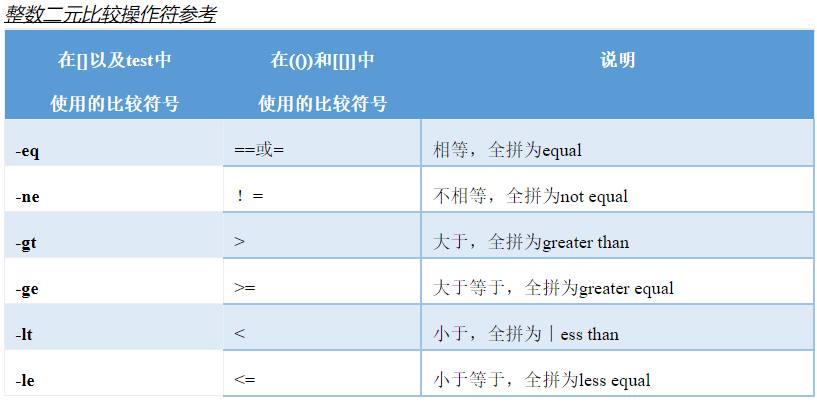 整数二元比较操作符参考
在[]以及test中 在(())和[[]]中 说明
使用的比较符号 使用的比较符号
-eq ==或= 相等，全拼为equal
-ne ！= 不相等，全拼为not equal
-gt > 大于，全拼为greater than
-ge >= 大于等于，全拼为greater equal
-lt < 小于，全拼为｜ess than
-le <= 小于等于，全拼为less equal